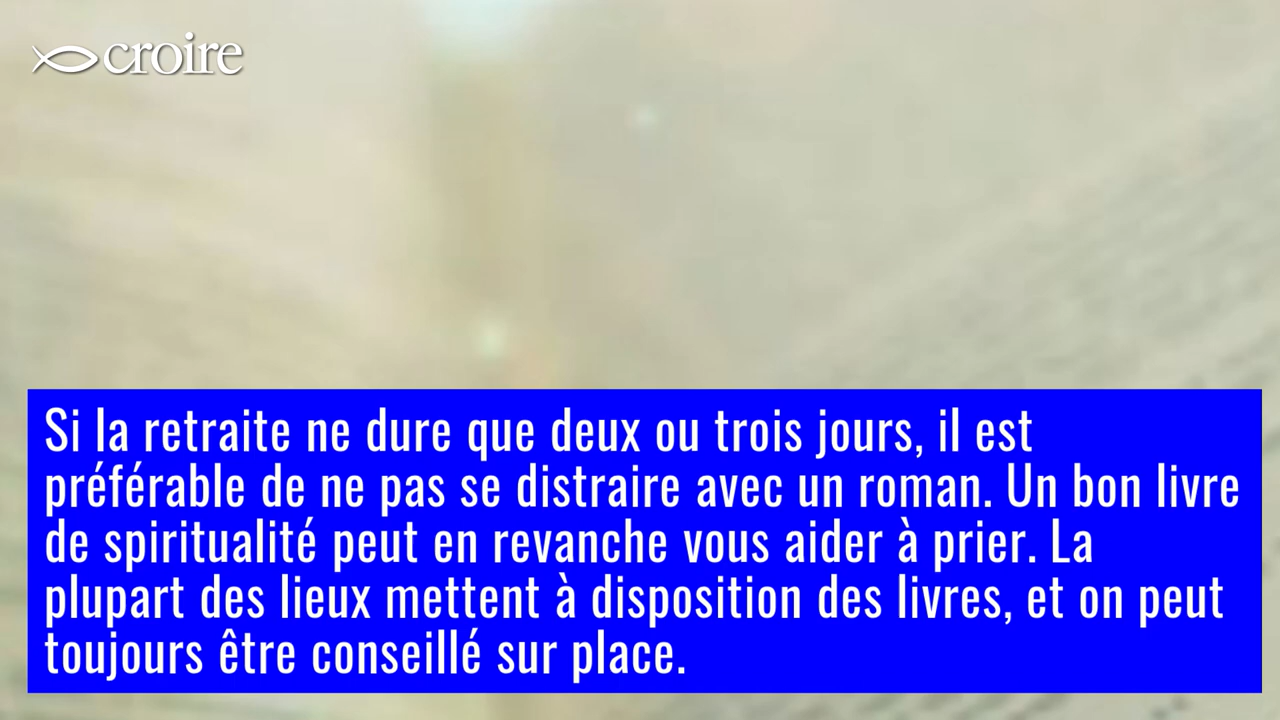 croire
Si la retraite ne dure que deux ou trois jours, il est
préférable de ne pas se distraire avec un roman. Un bon livre
de spiritualité peut en revanche vous aider à prier. La
plupart des lieux mettent à disposition des livres, et on peut
toujours être conseillé sur place.